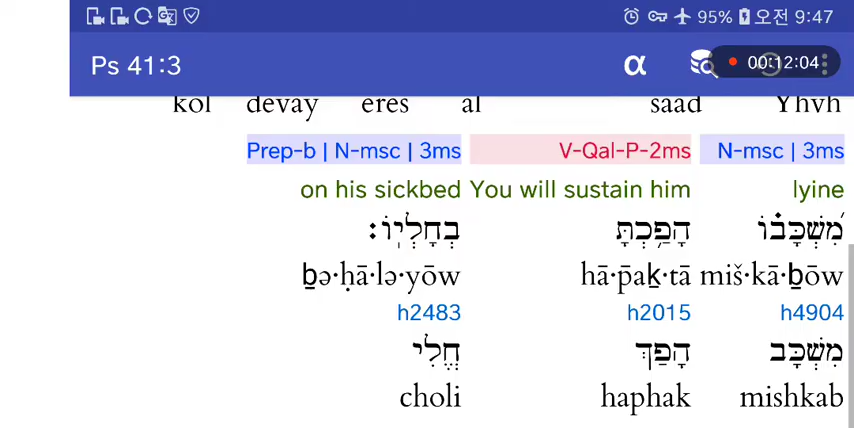 95% 오전 9:47
Ps 41:3 α 00:12:04
kol devay eres al saad Yhvh
Prep-b | N-msc | 3ms V-Qal-P-2ms N-msc | 3ms
on his sickbed You will sustain him lyine
מִ֝שְׁכָּב֗וֹ הָפַ֥כְתָּ בְחָלְיֽוֹ׃
ḇə·ḥā·lə·yōw hā·p̄aḵ·tā miš·kā·ḇōw
h2483 h2015 h4904
מִשְׁכָּב הָפַךְ חֳלִי
choli haphak mishkab